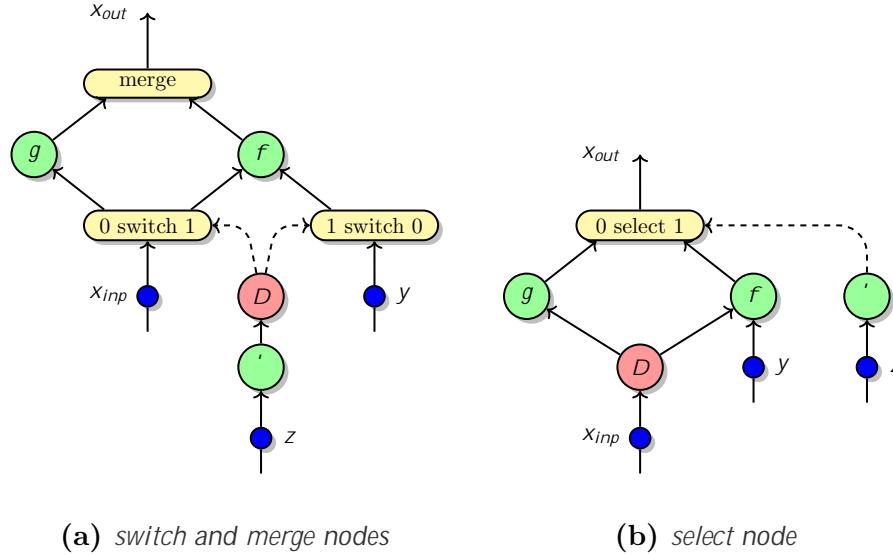 x_out
merge
g f
x_out
0 switch 1 1 switch 0
0 select 1
x_inp D y
g f '
'
D y
z
x_inp
(a) switch and merge nodes
(b) select node